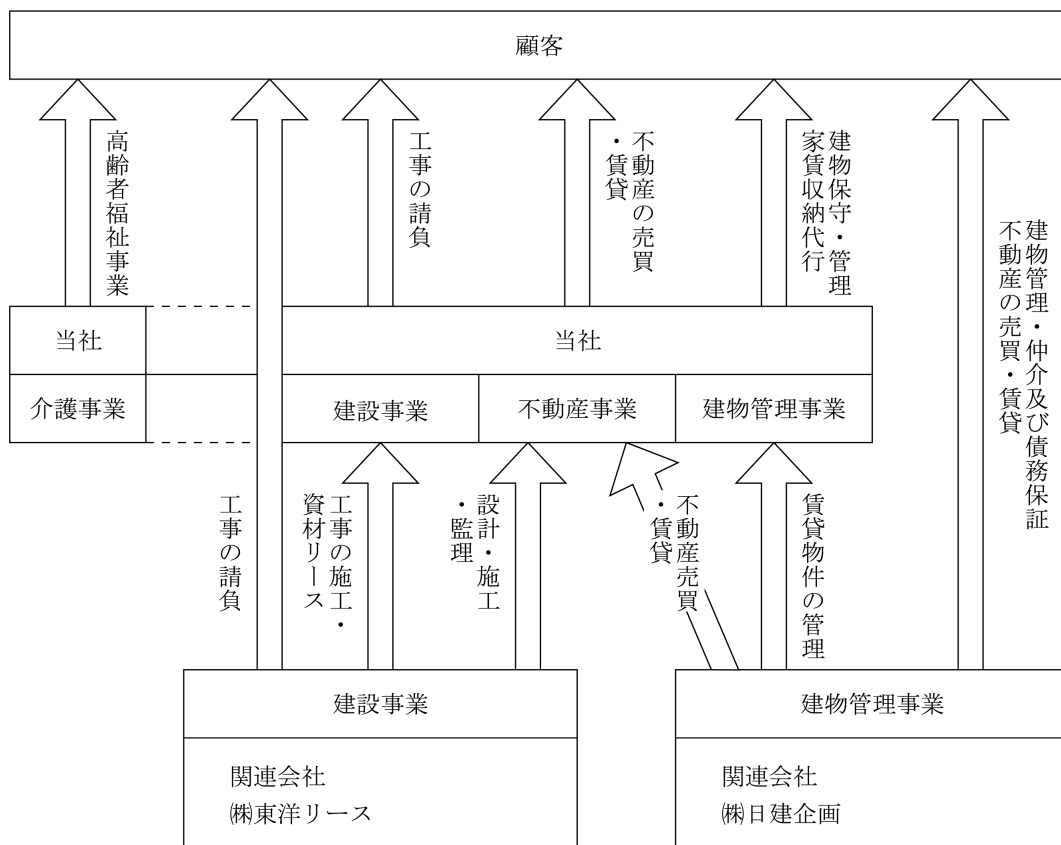 顧客
高齢者福祉事業
工事の請負
不動産の売買
・賃貸
建物保守・管理
家賃収納代行
建物管理・仲介及び債務保証
不動産の売買・賃貸
当社
当社
介護事業
建設事業
不動産事業
建物管理事業
工事の請負
工事の施工・
資材リース
設計・施工
・監理
不動産売買
・賃貸
賃貸物件の管理
建設事業
建物管理事業
関連会社
㈱東洋リース
関連会社
㈱日建企画